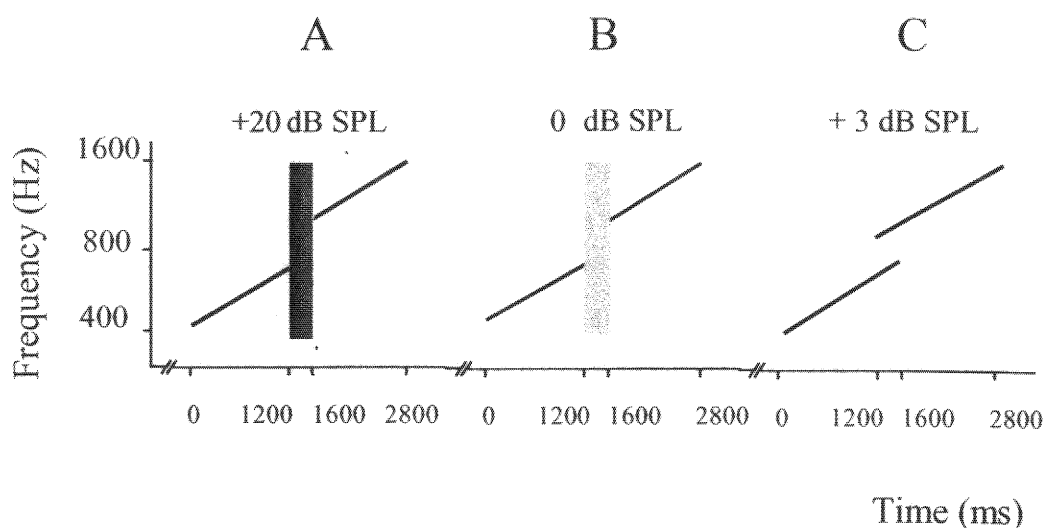 A B C
+20 dB SPL 0 dB SPL + 3 dB SPL
Frequency (Hz)
1600
800
400
0 1200 1600 2800 0 1200 1600 2800 0 1200 1600 2800
Time (ms)